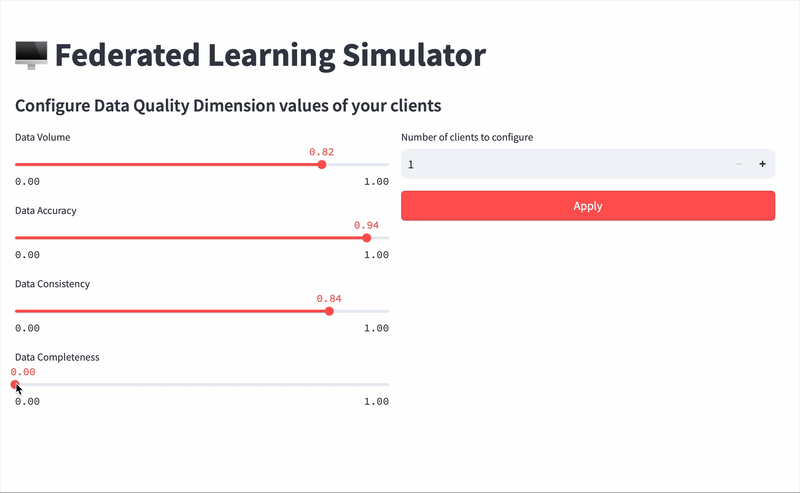 Federated Learning Simulator
Configure Data Quality Dimension values of your clients
Data Volume
0.82
0.00 1.00
Data Accuracy
0.94
0.00 1.00
Data Consistency
0.84
0.00 1.00
Data Completeness
0.00
0.00 1.00
Number of clients to configure
1 − +
Apply